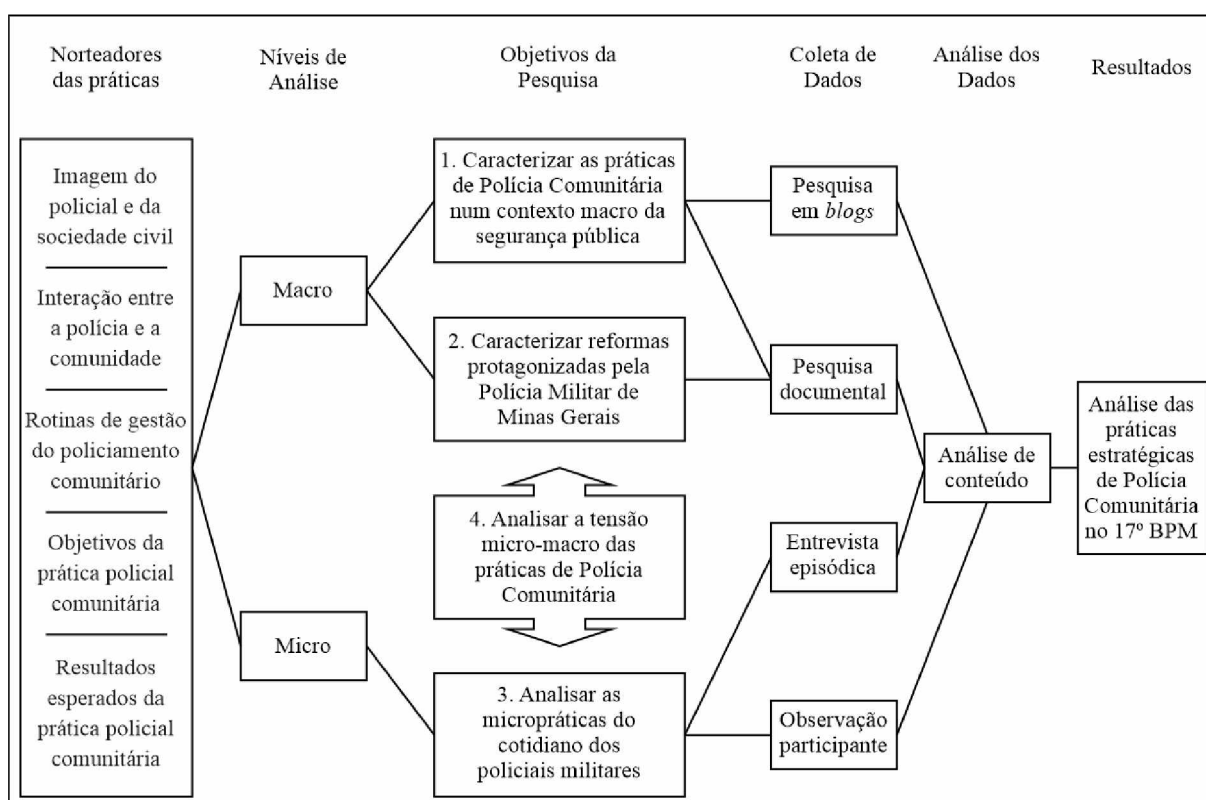 Norteadores
das práticas
Níveis de
Análise
Objetivos da
Pesquisa
Coleta de
Dados
Análise dos
Dados
Resultados
Imagem do
policial e da
sociedade civil
Interação entre
a polícia e a
comunidade
Rotinas de gestão
do policiamento
comunitário
Objetivos da
prática policial
comunitária
Resultados
esperados da
prática policial
comunitária
Macro
Micro
1. Caracterizar as práticas
de Polícia Comunitária
num contexto macro da
segurança pública
2. Caracterizar reformas
protagonizadas pela
Polícia Militar de
Minas Gerais
4. Analisar a tensão
micro-macro das
práticas de Polícia
Comunitária
3. Analisar as
micropráticas do
cotidiano dos
policiais militares
Pesquisa
em blogs
Pesquisa
documental
Entrevista
episódica
Observação
participante
Análise de
conteúdo
Análise das
práticas
estratégicas
de Polícia
Comunitária
no 17º BPM